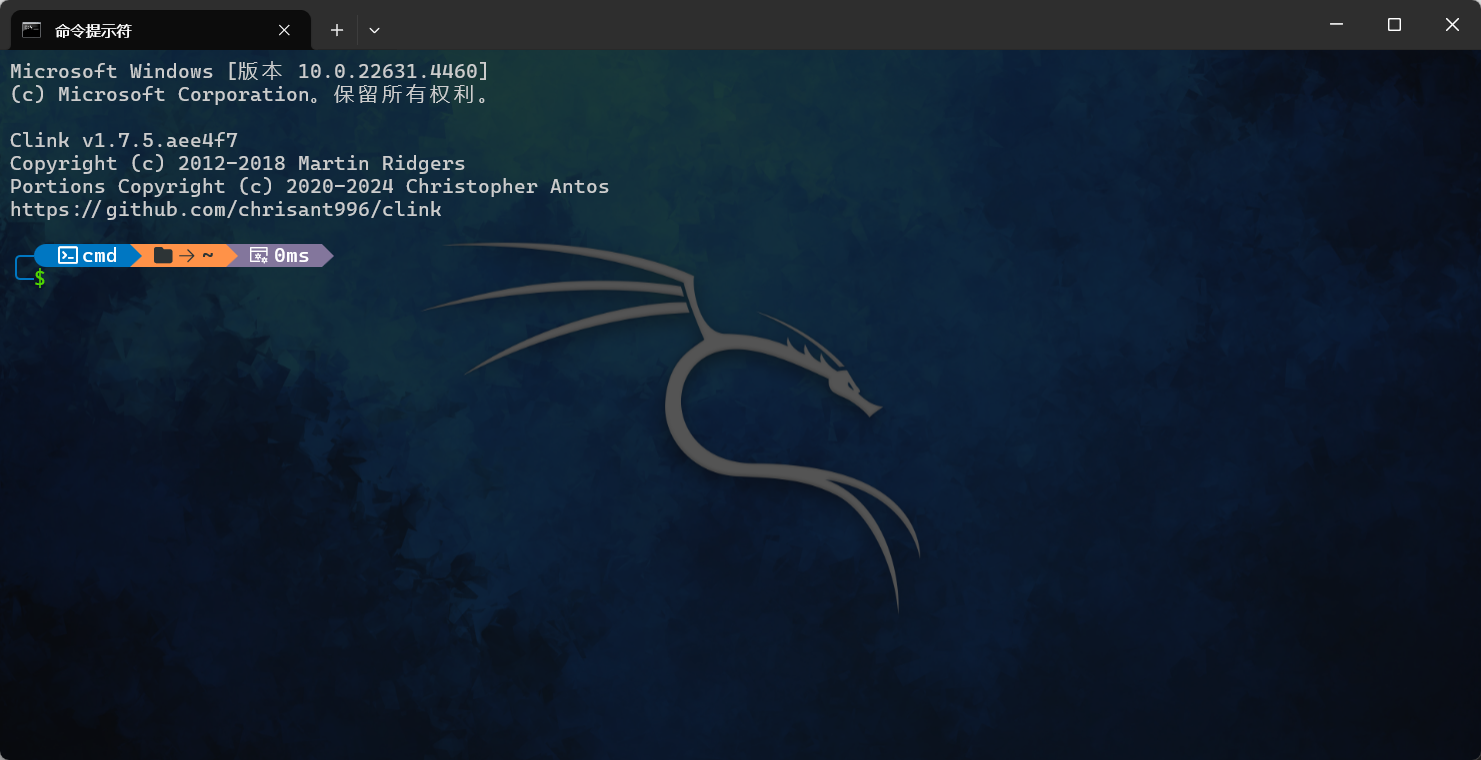 命令提示符
Microsoft Windows [版本 10.0.22631.4460]
(c) Microsoft Corporation。保留所有权利。
Clink v1.7.5.aee4f7
Copyright (c) 2012-2018 Martin Ridgers
Portions Copyright (c) 2020-2024 Christopher Antos
https://github.com/chrisant996/clink
cmd → ~ 0ms
$